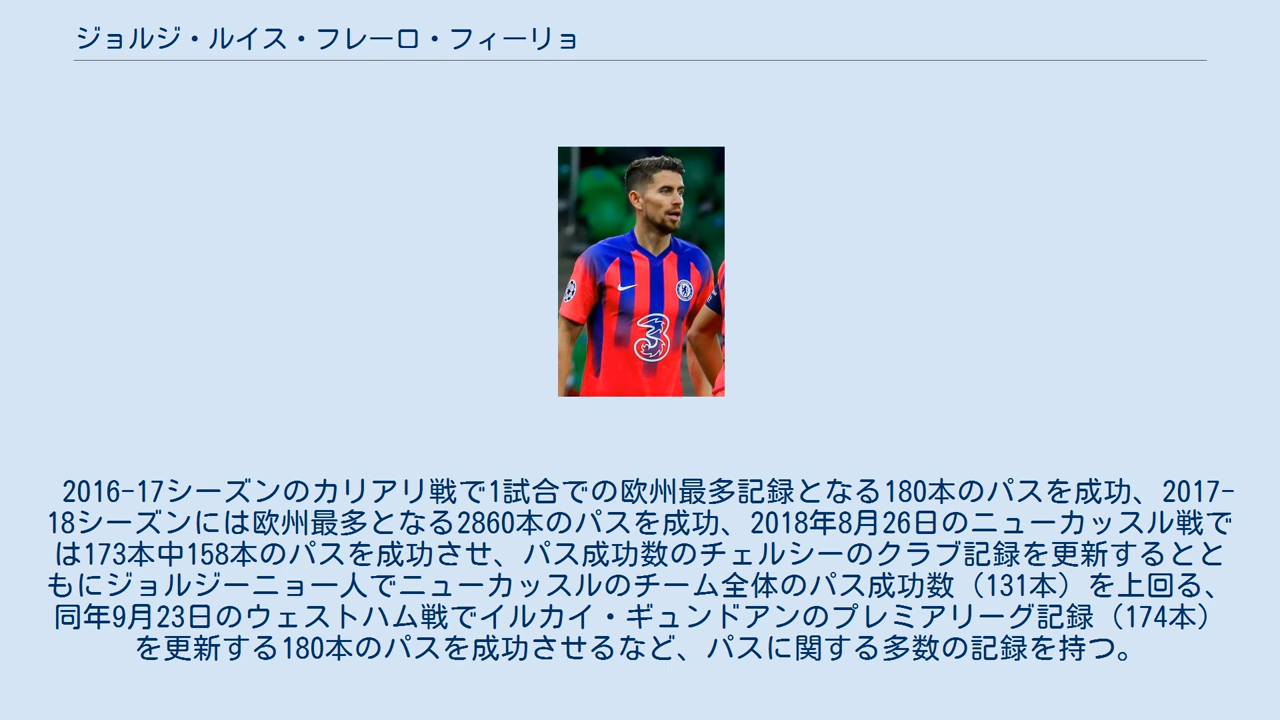 ジョルジ・ルイス・フレーロ・フィーリョ
3
2016-17シーズンのカリアリ戦で1試合での欧州最多記録となる180本のパスを成功、2017-
18シーズンには欧州最多となる2860本のパスを成功、2018年8月26日のニューカッスル戦で
は173本中158本のパスを成功させ、パス成功数のチェルシーのクラブ記録を更新するとと
もにジョルジーニョ一人でニューカッスルのチーム全体のパス成功数（131本）を上回る、
同年9月23日のウェストハム戦でイルカイ・ギュンドアンのプレミアリーグ記録（174本）
を更新する180本のパスを成功させるなど、パスに関する多数の記録を持つ。